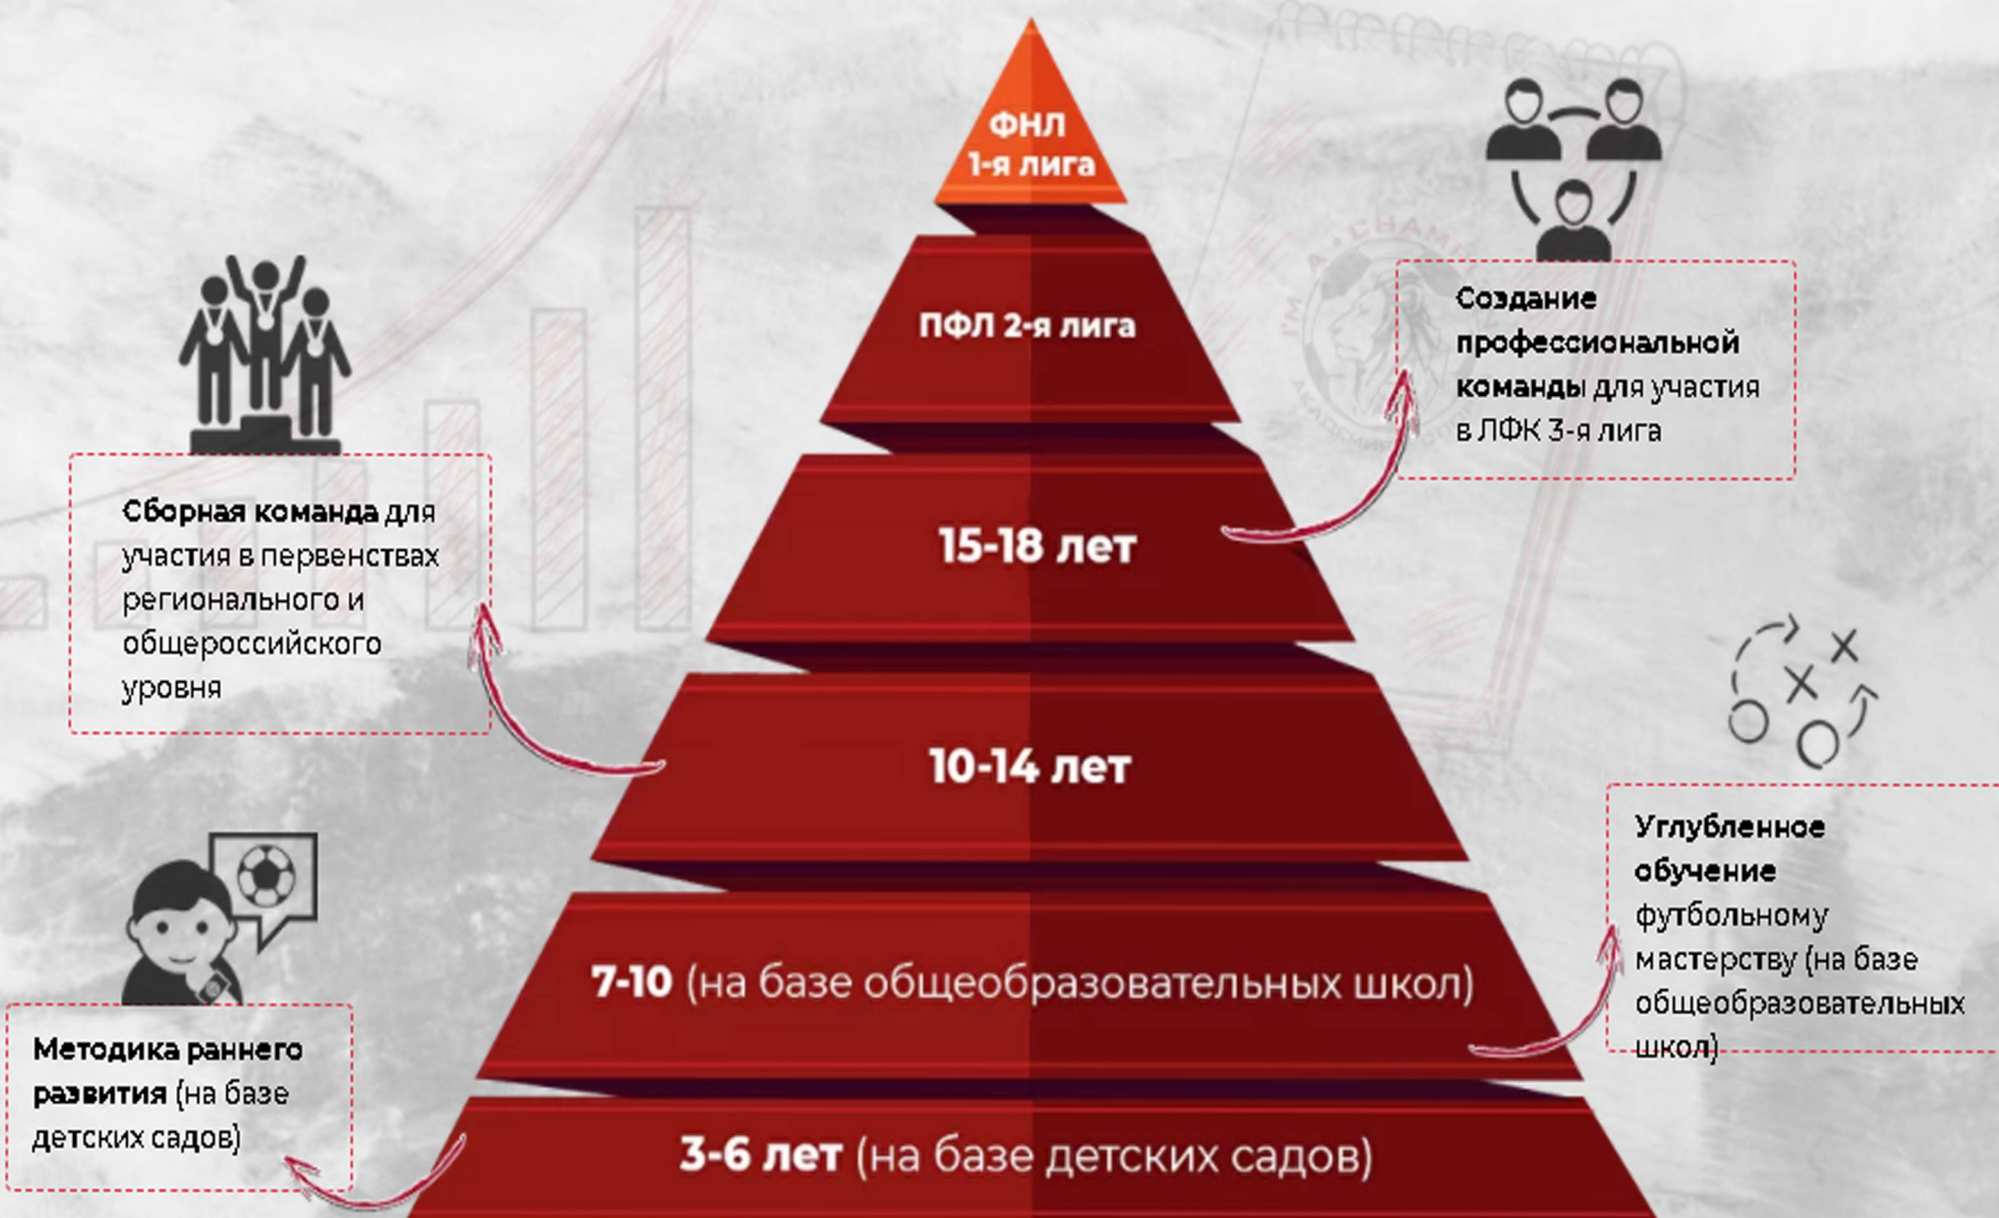 ФНЛ
1-я лига
ПФЛ 2-я лига
Создание
профессиональной
команды для участия
в ЛФК 3-я лига
Сборная команда для
участия в первенствах
регионального и
общероссийского
уровня
15-18 лет
10-14 лет
Углубленное
обучение
футбольному
мастерству (на базе
общеобразовательных
школ)
7-10 (на базе общеобразовательных школ)
Методика раннего
развития (на базе
детских садов)
3-6 лет (на базе детских садов)